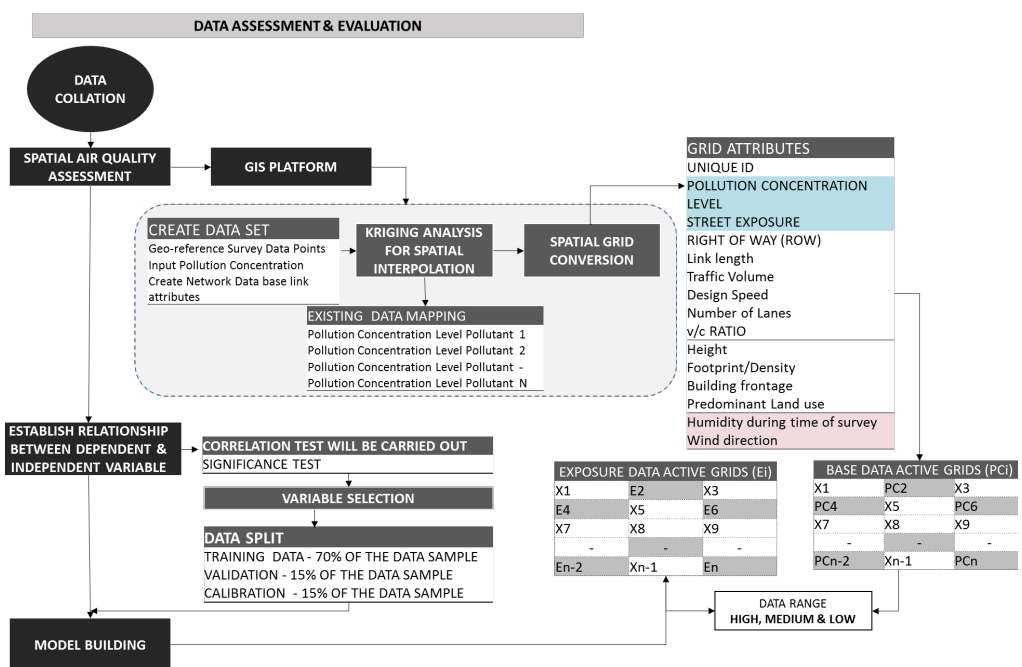 DATA ASSESSMENT & EVALUATION
DATA
COLLATION
SPATIAL AIR QUALITY
ASSESSMENT
GIS PLATFORM
CREATE DATA SET
Geo-reference Survey Data Points
Input Pollution Concentration
Create Network Data base link
attributes
KRIGING ANALYSIS
FOR SPATIAL
INTERPOLATION
SPATIAL GRID
CONVERSION
EXISTING DATA MAPPING
Pollution Concentration Level Pollutant 1
Pollution Concentration Level Pollutant 2
Pollution Concentration Level Pollutant -
Pollution Concentration Level Pollutant N
GRID ATTRIBUTES
UNIQUE ID
POLLUTION CONCENTRATION
LEVEL
STREET EXPOSURE
RIGHT OF WAY (ROW)
Link length
Traffic Volume
Design Speed
Number of Lanes
v/c RATIO
Height
Footprint/Density
Building frontage
Predominant Land use
Humidity during time of survey
Wind direction
ESTABLISH RELATIONSHIP
BETWEEN DEPENDENT &
INDEPENDENT VARIABLE
CORRELATION TEST WILL BE CARRIED OUT
SIGNIFICANCE TEST
VARIABLE SELECTION
DATA SPLIT
TRAINING DATA - 70% OF THE DATA SAMPLE
VALIDATION - 15% OF THE DATA SAMPLE
CALIBRATION - 15% OF THE DATA SAMPLE
MODEL BUILDING
EXPOSURE DATA ACTIVE GRIDS (Ei)
X1 E2 X3
E4 X5 E6
X7 X8 X9
- - -
En-2 Xn-1 En
BASE DATA ACTIVE GRIDS (PCi)
X1 PC2 X3
PC4 X5 PC6
X7 X8 X9
- - -
PCn-2 Xn-1 PCn
DATA RANGE
HIGH, MEDIUM & LOW